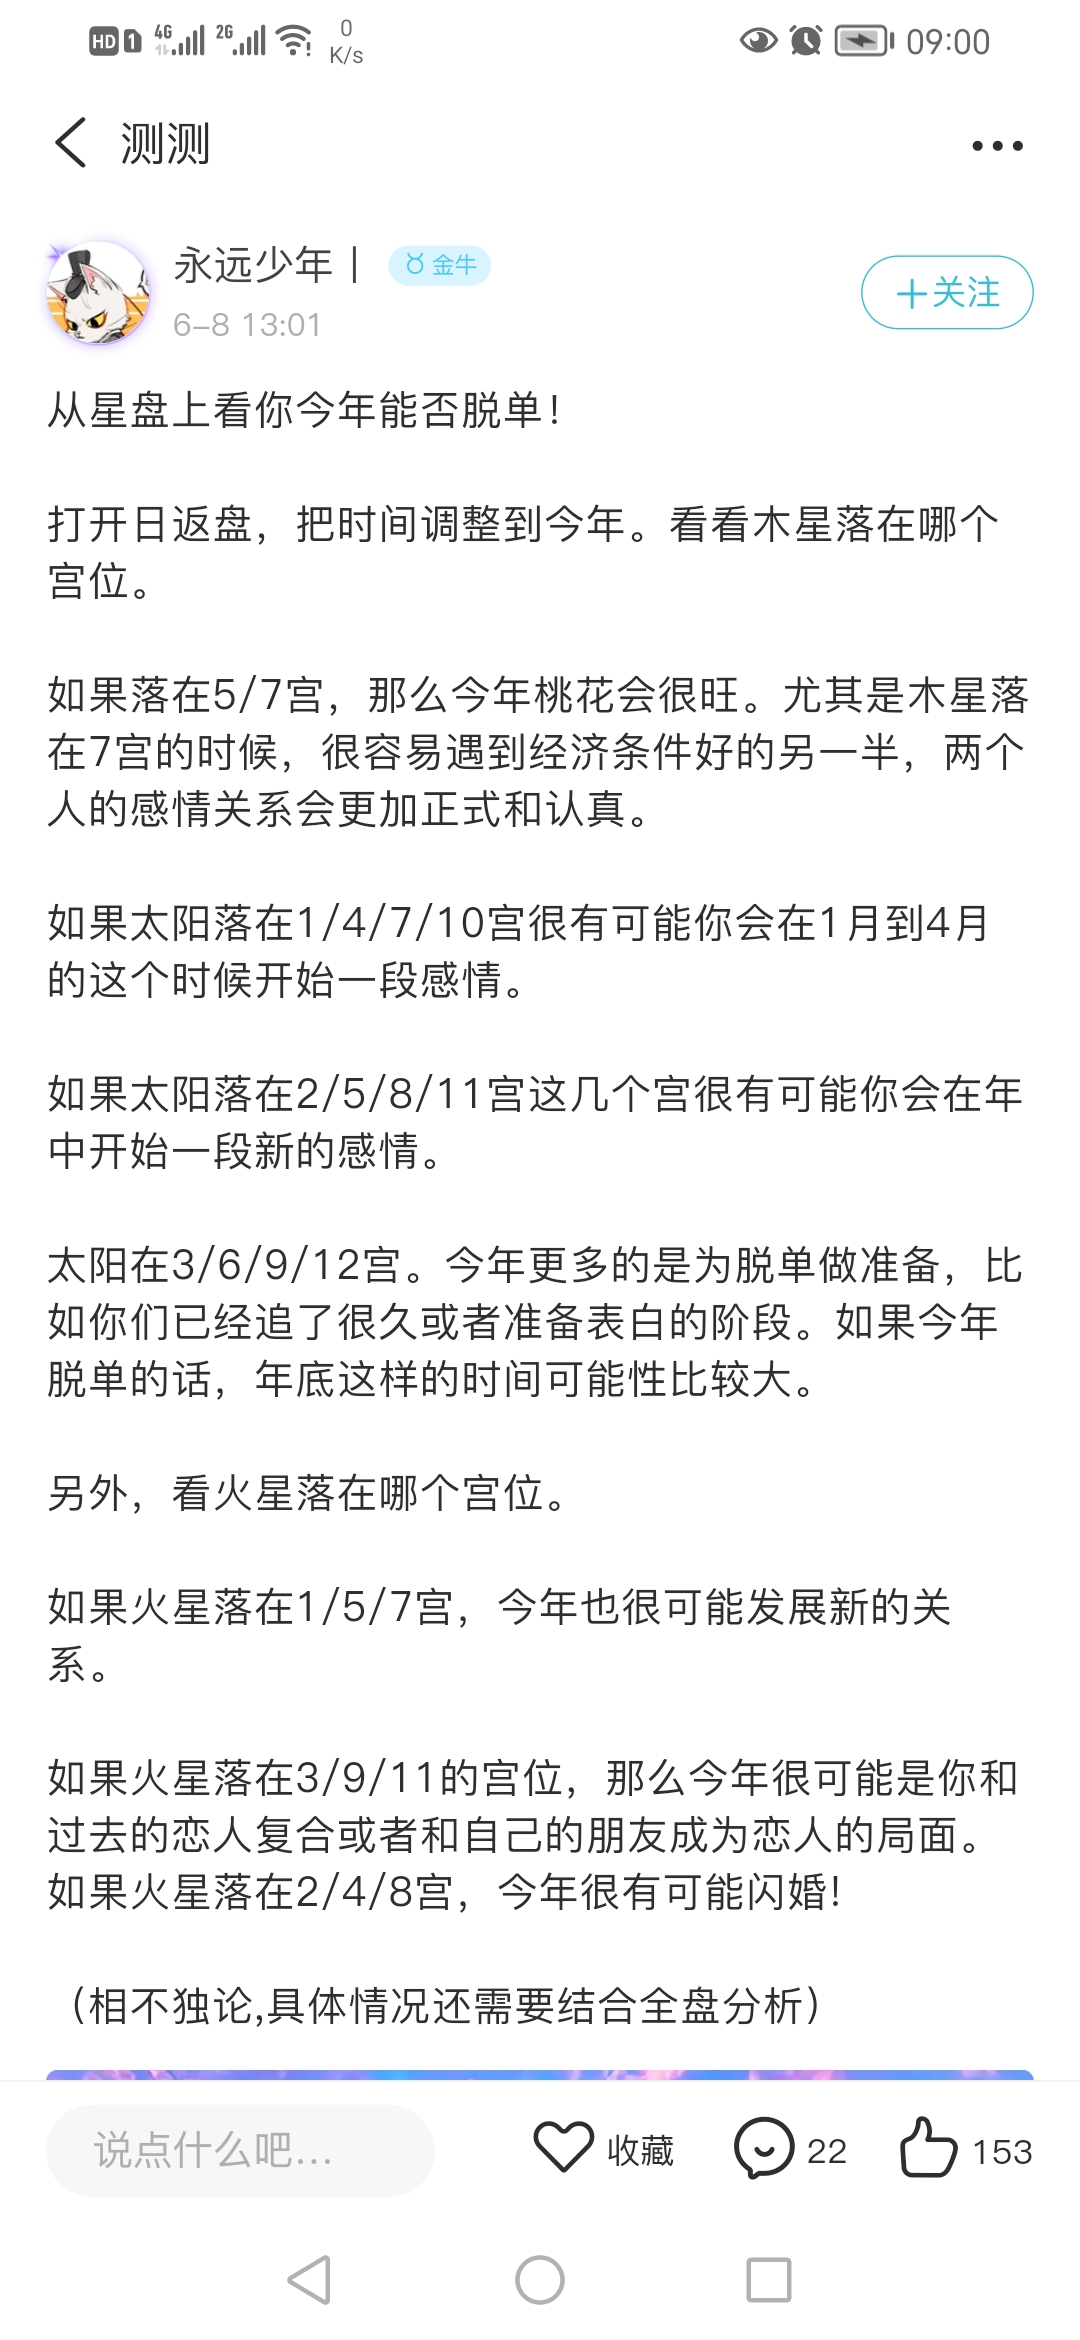 HD 1 4G 2G 0 K/s 09:00
测测
永远少年丨 金牛
6-8 13:01
+关注
从星盘上看你今年能否脱单！
打开日返盘，把时间调整到今年。看看木星落在哪个
宫位。
如果落在5/7宫，那么今年桃花会很旺。尤其是木星落
在7宫的时候，很容易遇到经济条件好的另一半，两个
人的感情关系会更加正式和认真。
如果太阳落在1/4/7/10宫很有可能你会在1月到4月
的这个时候开始一段感情。
如果太阳落在2/5/8/11宫这几个宫很有可能你会在年
中开始一段新的感情。
太阳在3/6/9/12宫。今年更多的是为脱单做准备，比
如你们已经追了很久或者准备表白的阶段。如果今年
脱单的话，年底这样的时间可能性比较大。
另外，看火星落在哪个宫位。
如果火星落在1/5/7宫，今年也很可能发展新的关
系。
如果火星落在3/9/11的宫位，那么今年很可能是你和
过去的恋人复合或者和自己的朋友成为恋人的局面。
如果火星落在2/4/8宫，今年很有可能闪婚！
（相不独论,具体情况还需要结合全盘分析）
说点什么吧... 收藏 22 153